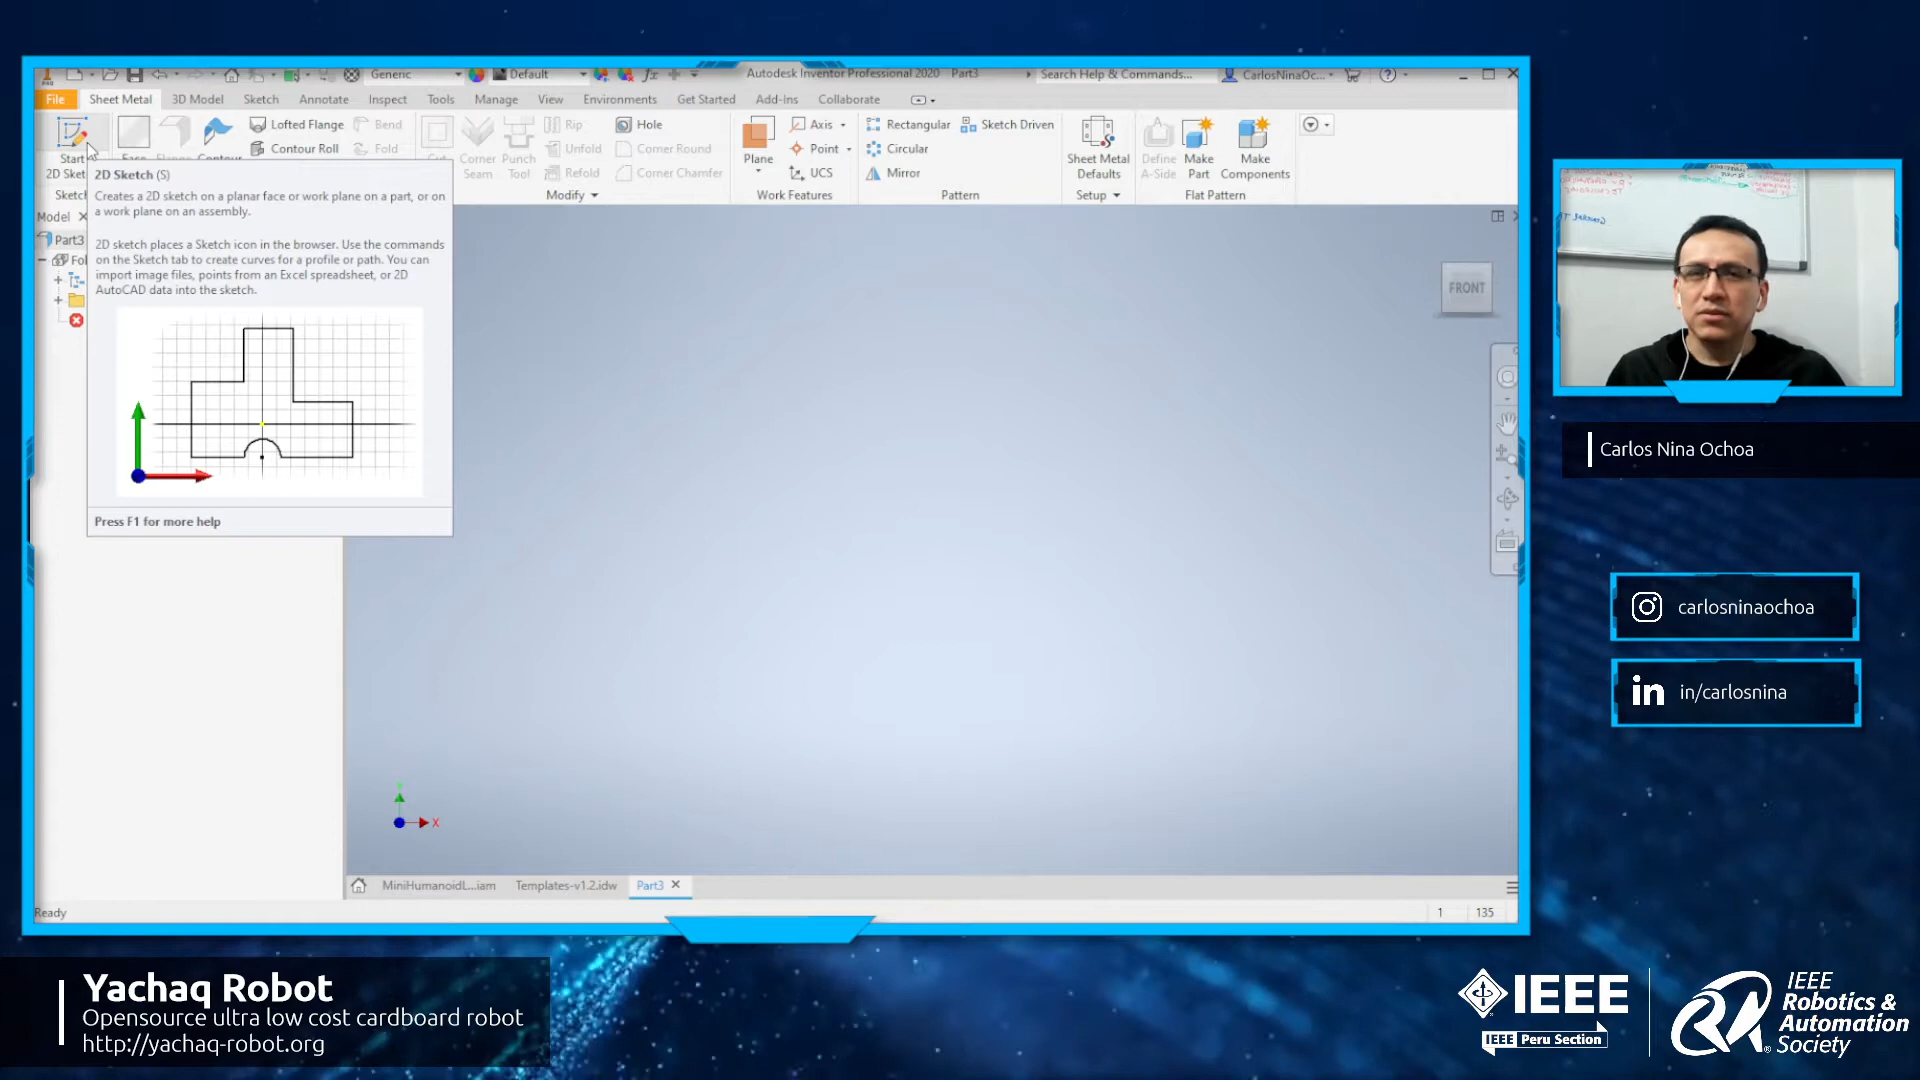 Generic
Default
Autodesk Inventor Professional 2020 Part3
Search Help & Commands...
CarlosNinaOc...
File Sheet Metal 3D Model Sketch Annotate Inspect Tools Manage View Environments Get Started Add-Ins Collaborate
Start
2D Sket
Sketch
Face
Contour
Lofted Flange
Contour Roll
Bend
Fold
Cut
Corner
Seam
Punch
Tool
Rip
Unfold
Refold
Hole
Corner Round
Corner Chamfer
Modify
Plane
Axis
Point
UCS
Work Features
Rectangular
Circular
Mirror
Sketch Driven
Pattern
Sheet Metal
Defaults
Setup
Define
A-Side
Make
Part
Make
Components
Flat Pattern
Model
Part3
Fol
2D Sketch (S)
Creates a 2D sketch on a planar face or work plane on a part, or on
a work plane on an assembly.
2D sketch places a Sketch icon in the browser. Use the commands
on the Sketch tab to create curves for a profile or path. You can
import image files, points from an Excel spreadsheet, or 2D
AutoCAD data into the sketch.
Press F1 for more help
FRONT
Y
X
MiniHumanoidL...iam
Templates-v1.2.idw
Part3
Ready
1 135
Carlos Nina Ochoa
carlosninaochoa
in/carlosnina
Yachaq Robot
Opensource ultra low cost cardboard robot
http://yachaq-robot.org
IEEE
IEEE Peru Section
RA
IEEE
Robotics &
Automation
Society